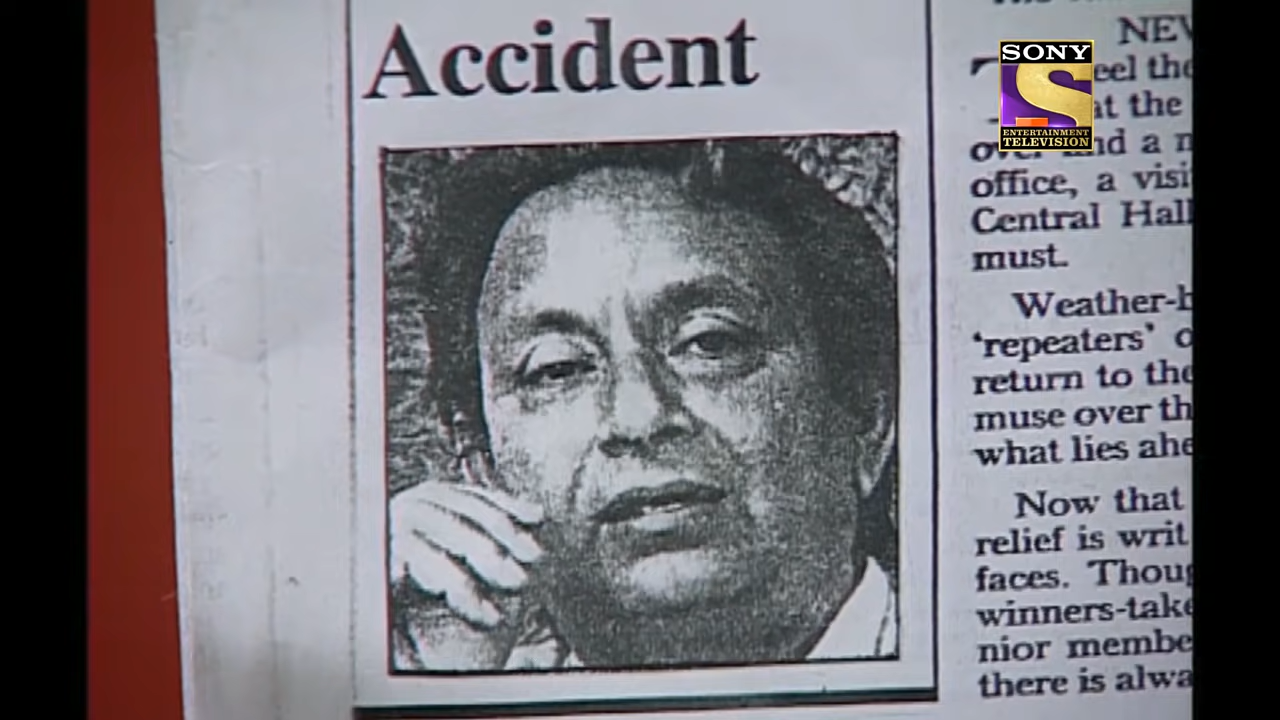 Accident
SONY
S
ENTERTAINMENT
TELEVISION
NEW
eel the
at the
and a
office, a visi
Central Hall
must.
Weather-b
‘repeaters’ o
return to the
muse over th
what lies ahe
Now that
relief is writ
faces. Thoug
winners-take
nior membe
there is alwa